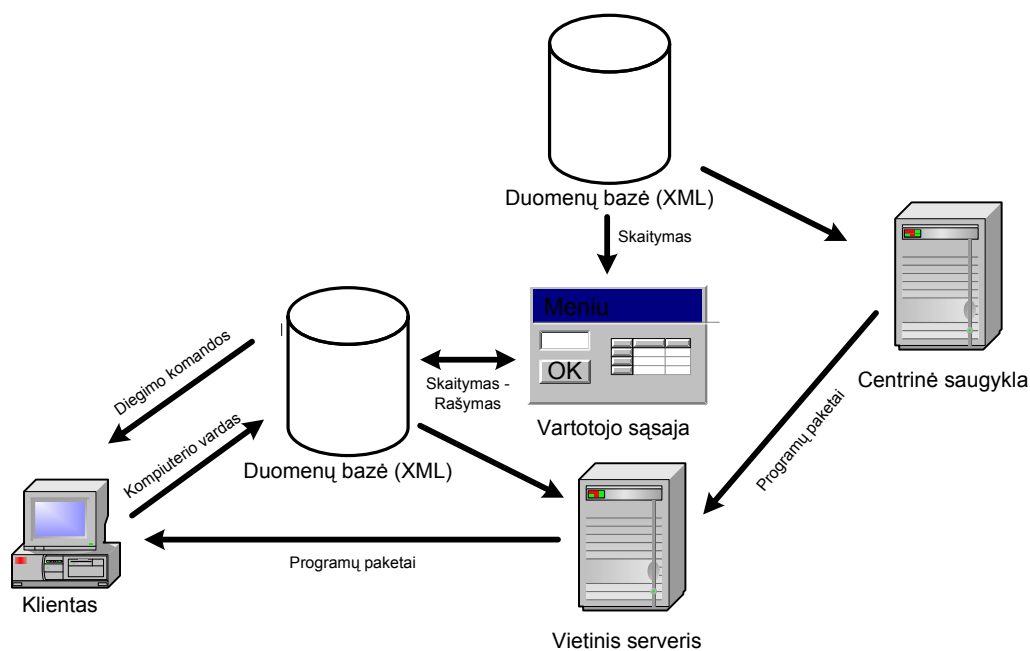 Duomenų bazė (XML)
Skaitymas
Meniu
OK
Skaitymas -
Rašymas
Vartotojo sąsaja
Centrinė saugykla
Programų paketai
Diegimo komandos
Kompiuterio vardas
Duomenų bazė (XML)
Programų paketai
Klientas
Vietinis serveris